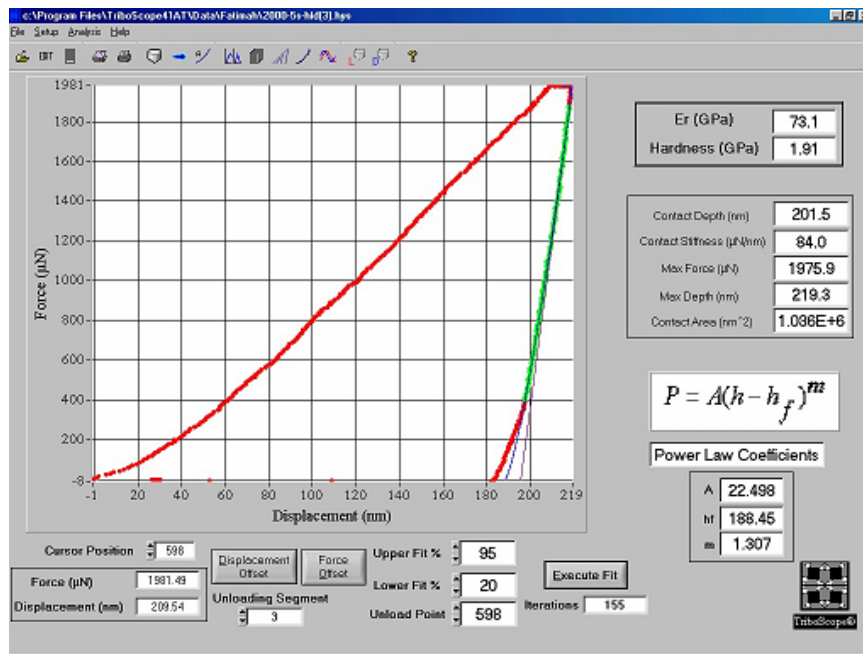 c:\Program Files\TriboScope41AT\Data\Fatimah\2000-5s-hld[3].hys
File Setup Analysis Help
EDIT
L
D
?
1981
1800
1600
1400
1200
1000
800
600
400
200
-8
Force (µN)
-1 20 40 60 80 100 120 140 160 180 200 219
Displacement (nm)
Er (GPa) 73.1
Hardness (GPa) 1.91
Contact Depth (nm) 201.5
Contact Stiffness (µN/nm) 84.0
Max Force (µN) 1975.9
Max Depth (nm) 219.3
Contact Area (nm^2) 1.036E+6
P = A(h - h_f)^m
Power Law Coefficients
A 22.498
hf 188.45
m 1.307
Cursor Position 598
Force (µN) 1981.49
Displacement (nm) 209.54
Displacement Offset
Force Offset
Unloading Segment
3
Upper Fit % 95
Lower Fit % 20
Unload Point 598
Execute Fit
Iterations 155
TriboScope®